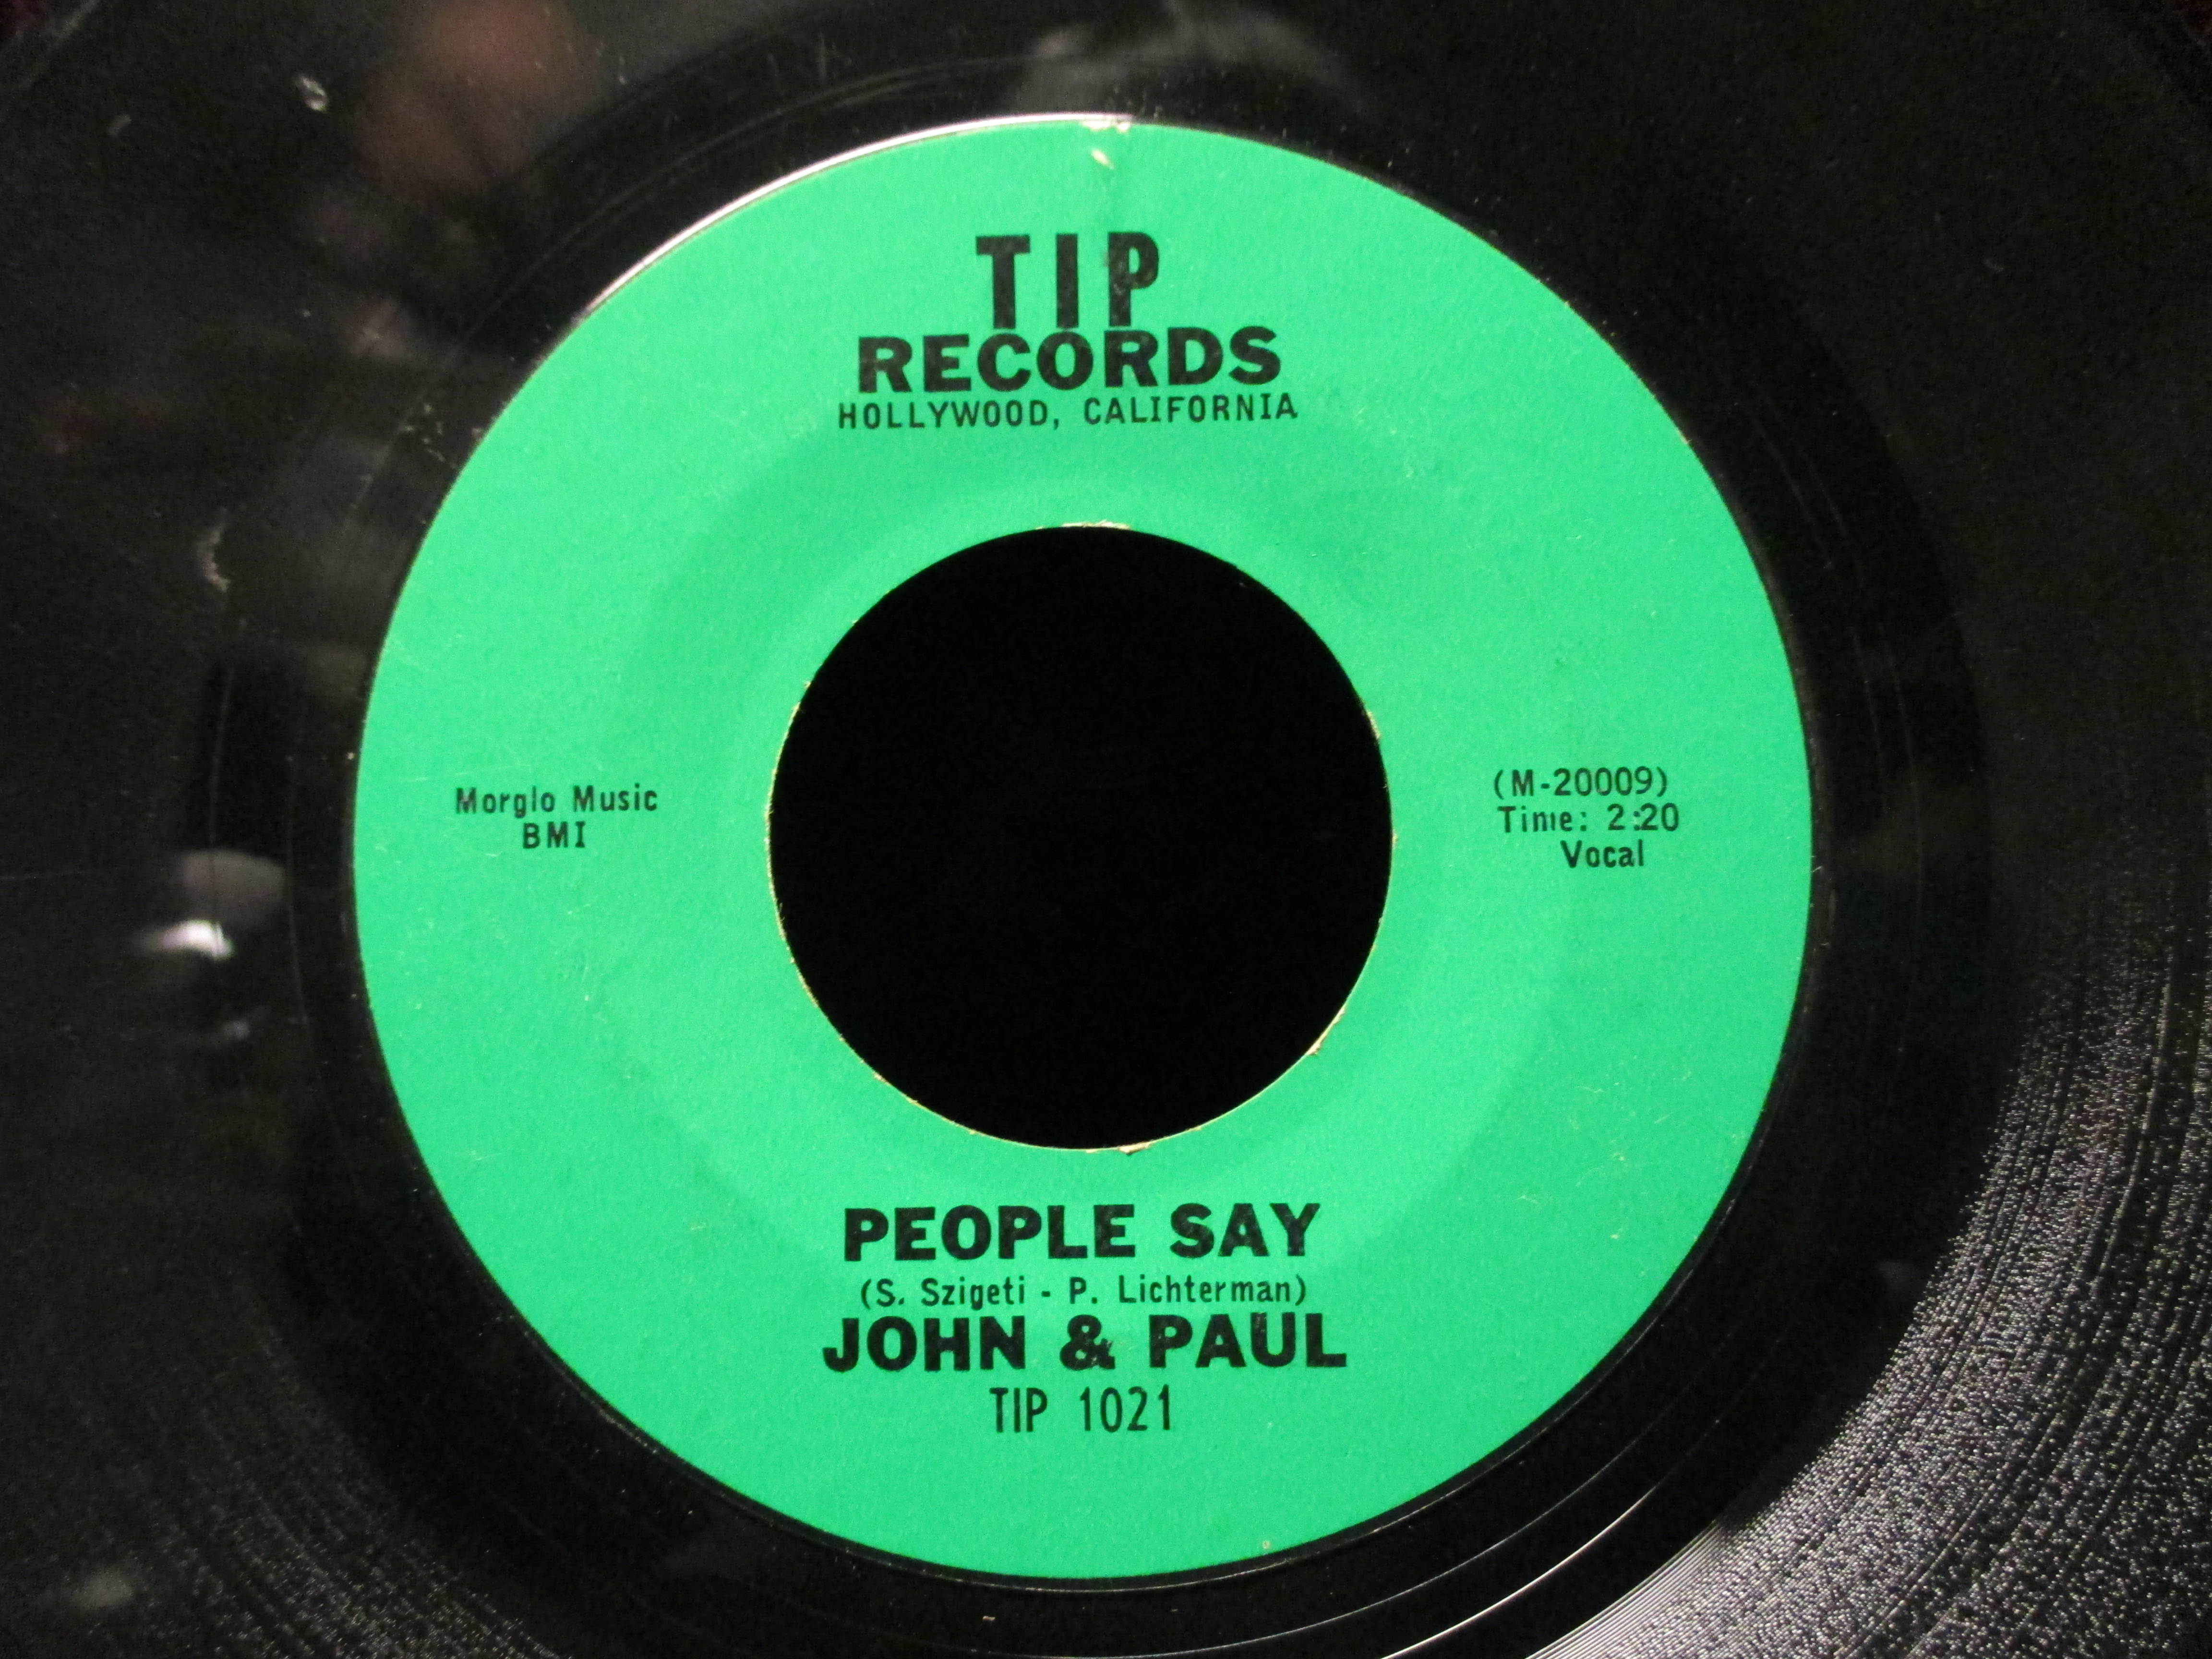 TIP
RECORDS
HOLLYWOOD, CALIFORNIA
Morglo Music
BMI
(M-20009)
Time: 2:20
Vocal
PEOPLE SAY
(S. Szigeti - P. Lichterman)
JOHN & PAUL
TIP 1021